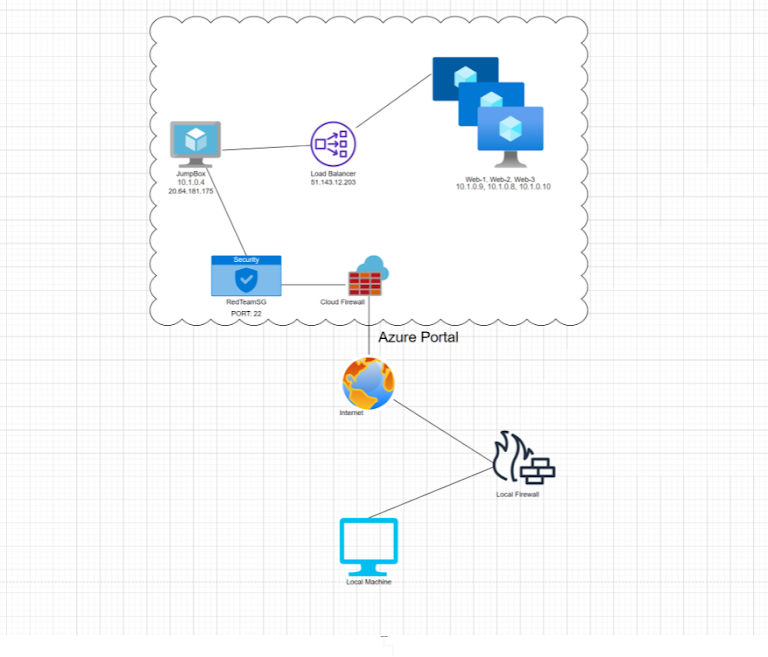 JumpBox
10.1.0.4
20.64.181.175
Load Balancer
51.143.12.203
Web-1, Web-2, Web-3
10.1.0.9, 10.1.0.8, 10.1.0.10
Security
RedTeamSG
PORT: 22
Cloud Firewall
Azure Portal
Internet
Local Firewall
Local Machine